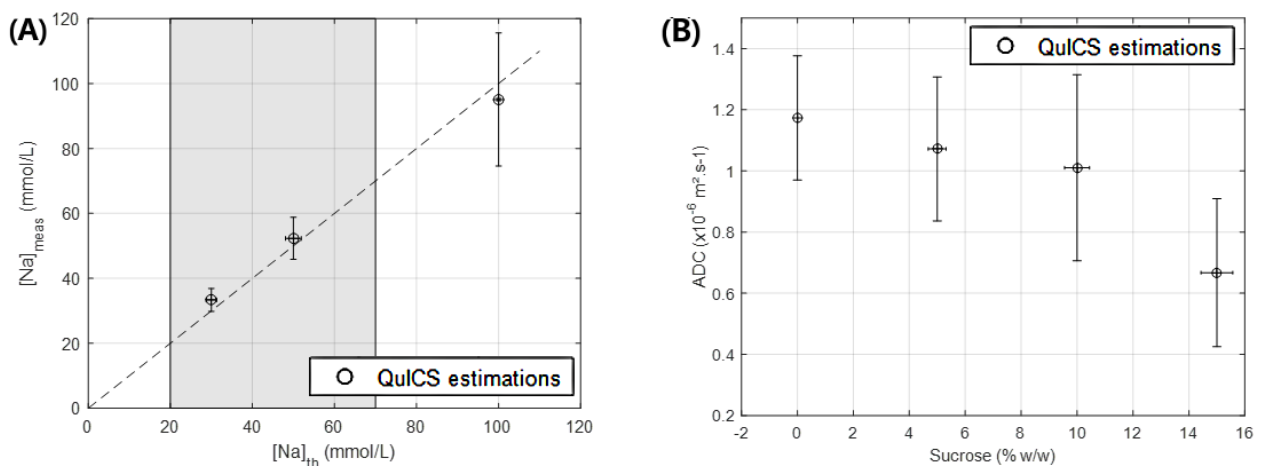 (A)
120
100
80
60
40
20
0
[Na]meas (mmol/L)
QuICS estimations
0 20 40 60 80 100 120
[Na]th (mmol/L)
(B)
QuICS estimations
1.4
1.2
1
0.8
0.6
0.4
0.2
ADC (x10⁻⁶ m².s-1)
-2 0 2 4 6 8 10 12 14 16
Sucrose (% w/w)